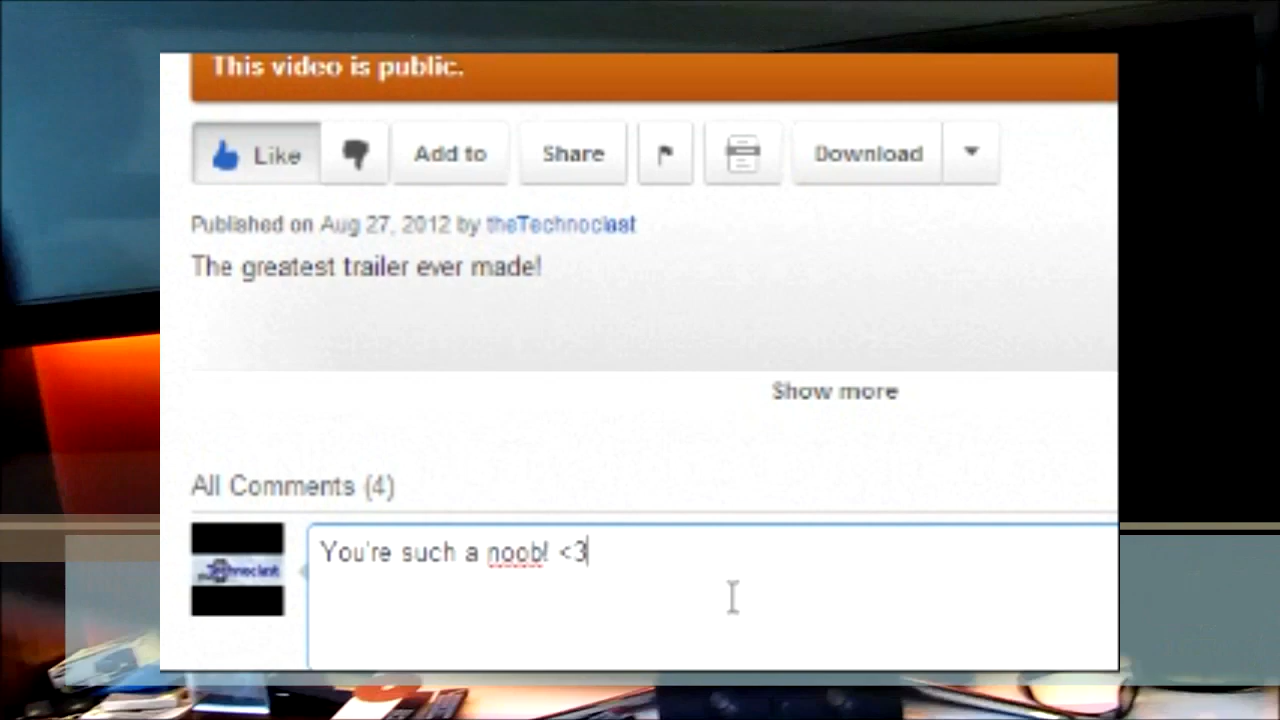 This video is public.
Like Add to Share Download
Published on Aug 27, 2012 by theTechnoclast
The greatest trailer ever made!
Show more
All Comments (4)
Technoclast
You're such a noob! <3